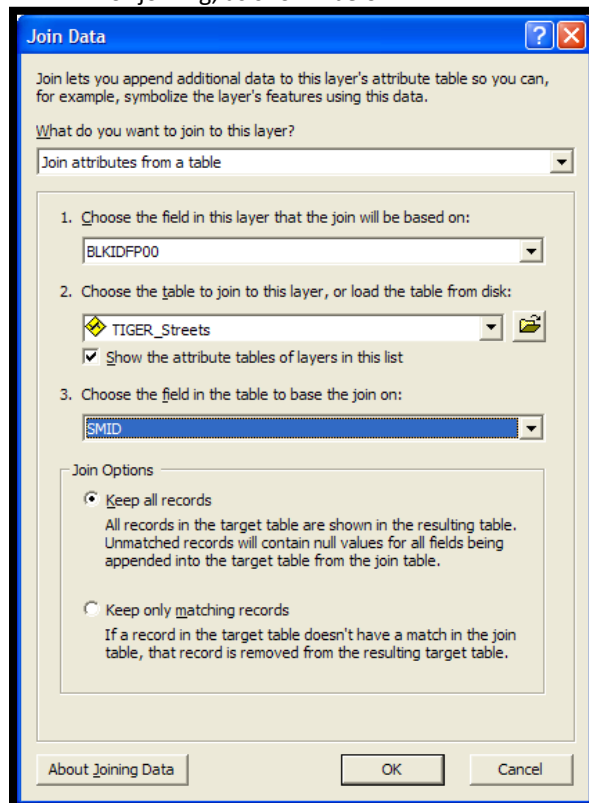 Join Data
Join lets you append additional data to this layer's attribute table so you can,
for example, symbolize the layer's features using this data.
What do you want to join to this layer?
Join attributes from a table
1. Choose the field in this layer that the join will be based on:
BLKIDFP00
2. Choose the table to join to this layer, or load the table from disk:
TIGER_Streets
Show the attribute tables of layers in this list
3. Choose the field in the table to base the join on:
SMID
Join Options
Keep all records
All records in the target table are shown in the resulting table.
Unmatched records will contain null values for all fields being
appended into the target table from the join table.
Keep only matching records
If a record in the target table doesn't have a match in the join
table, that record is removed from the resulting target table.
About Joining Data
OK
Cancel